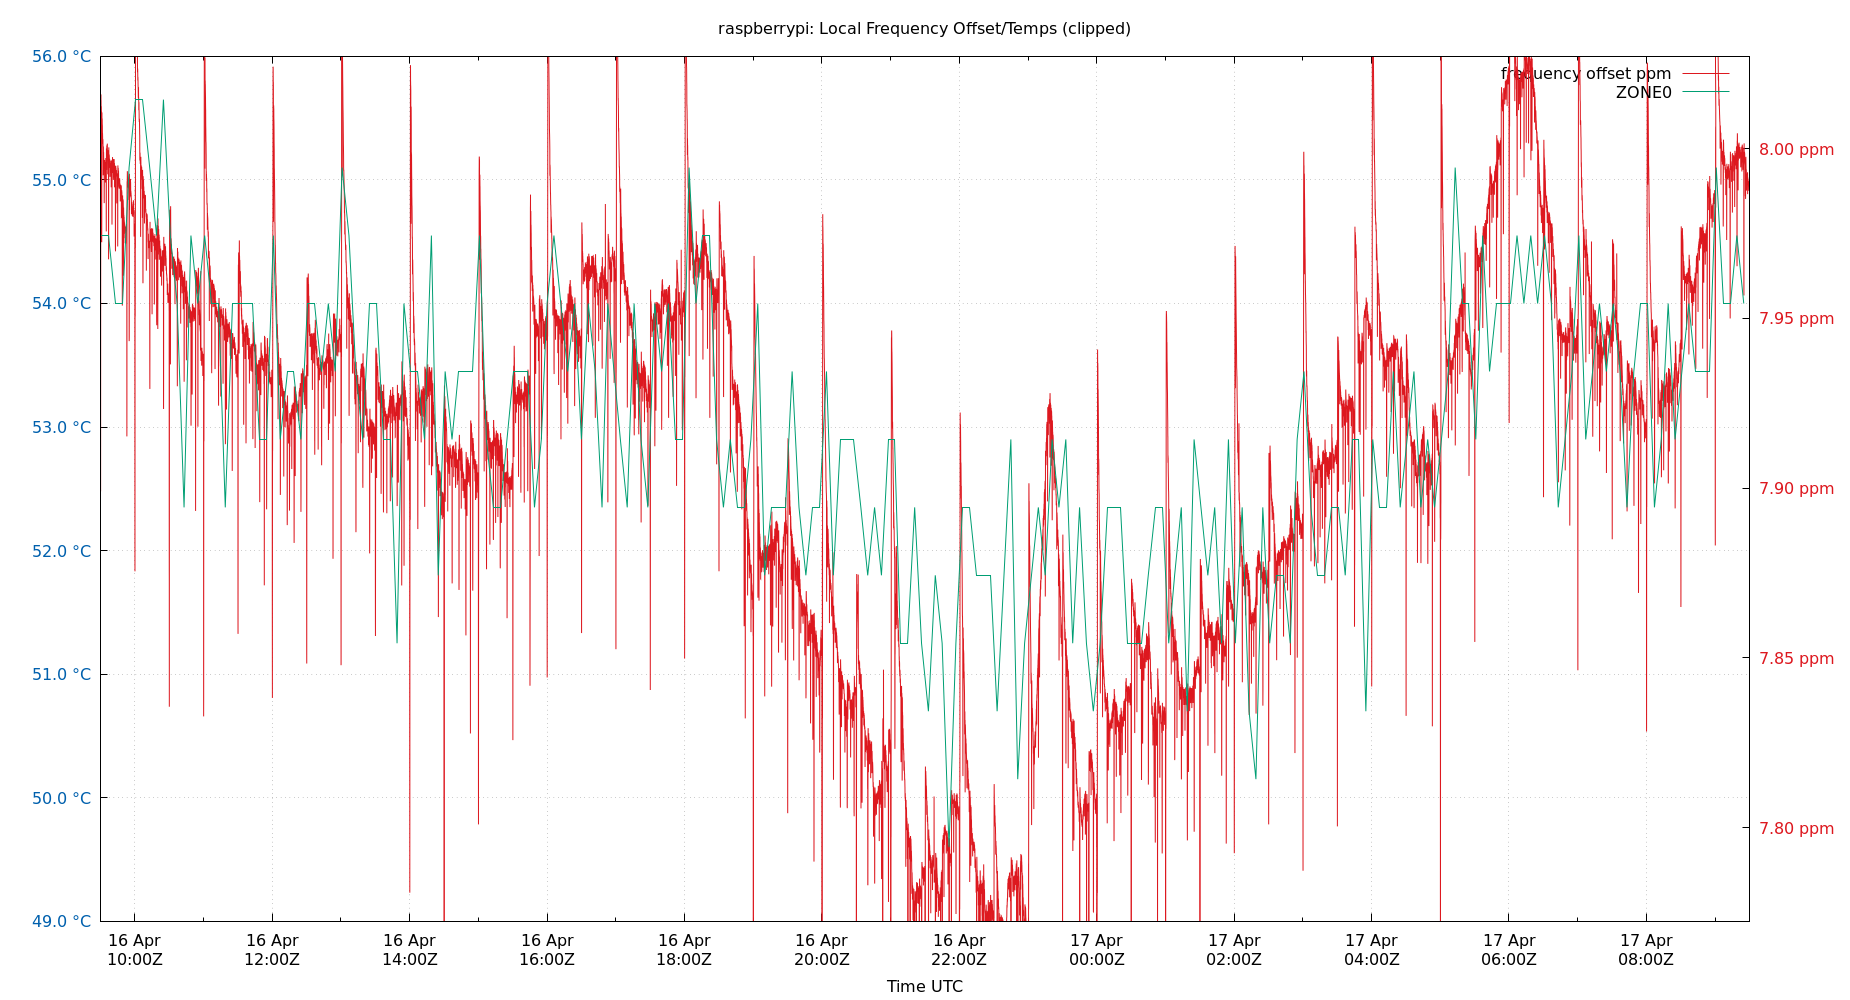 raspberrypi: Local Frequency Offset/Temps (clipped)
56.0 °C
55.0 °C
54.0 °C
53.0 °C
52.0 °C
51.0 °C
50.0 °C
49.0 °C
frequency offset ppm
ZONE0
8.00 ppm
7.95 ppm
7.90 ppm
7.85 ppm
7.80 ppm
16 Apr 16 Apr 16 Apr 16 Apr 16 Apr 16 Apr 16 Apr 17 Apr 17 Apr 17 Apr 17 Apr 17 Apr
10:00Z 12:00Z 14:00Z 16:00Z 18:00Z 20:00Z 22:00Z 00:00Z 02:00Z 04:00Z 06:00Z 08:00Z
Time UTC